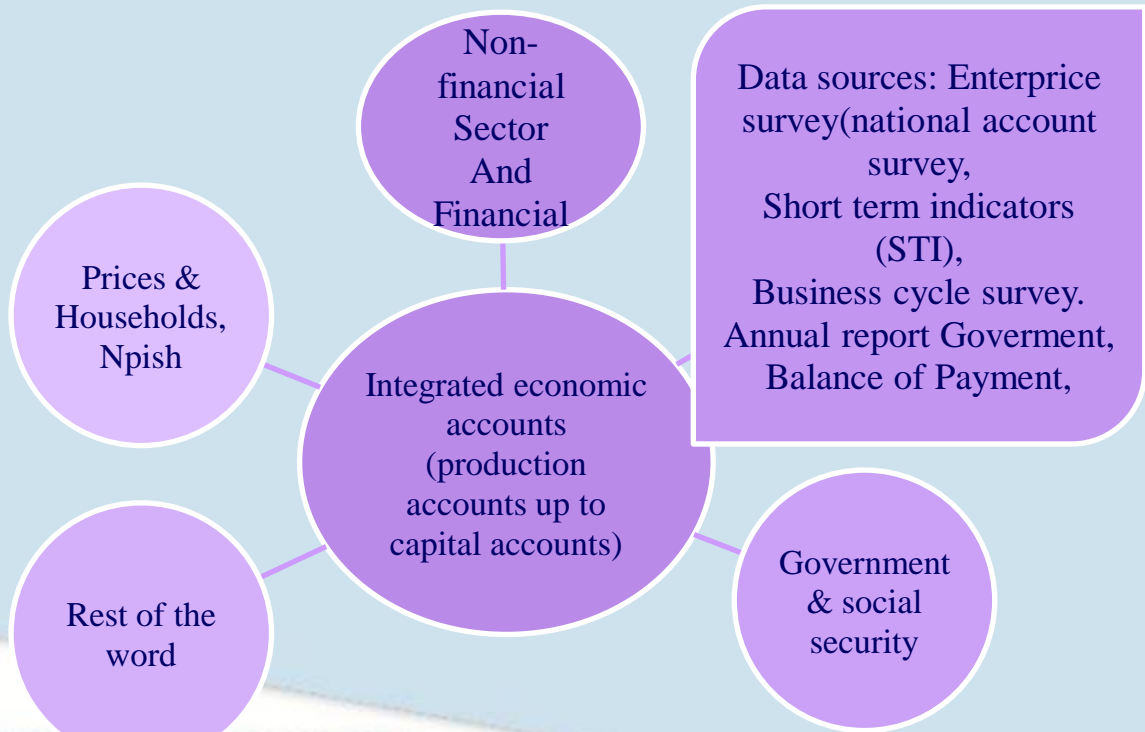 Non-
financial
Sector
And
Financial
Data sources: Enterprice
survey(national account
survey,
Short term indicators
(STI),
Business cycle survey.
Annual report Goverment,
Balance of Payment,
Prices &
Households,
Npish
Integrated economic
accounts
(production
accounts up to
capital accounts)
Government
& social
security
Rest of the
word